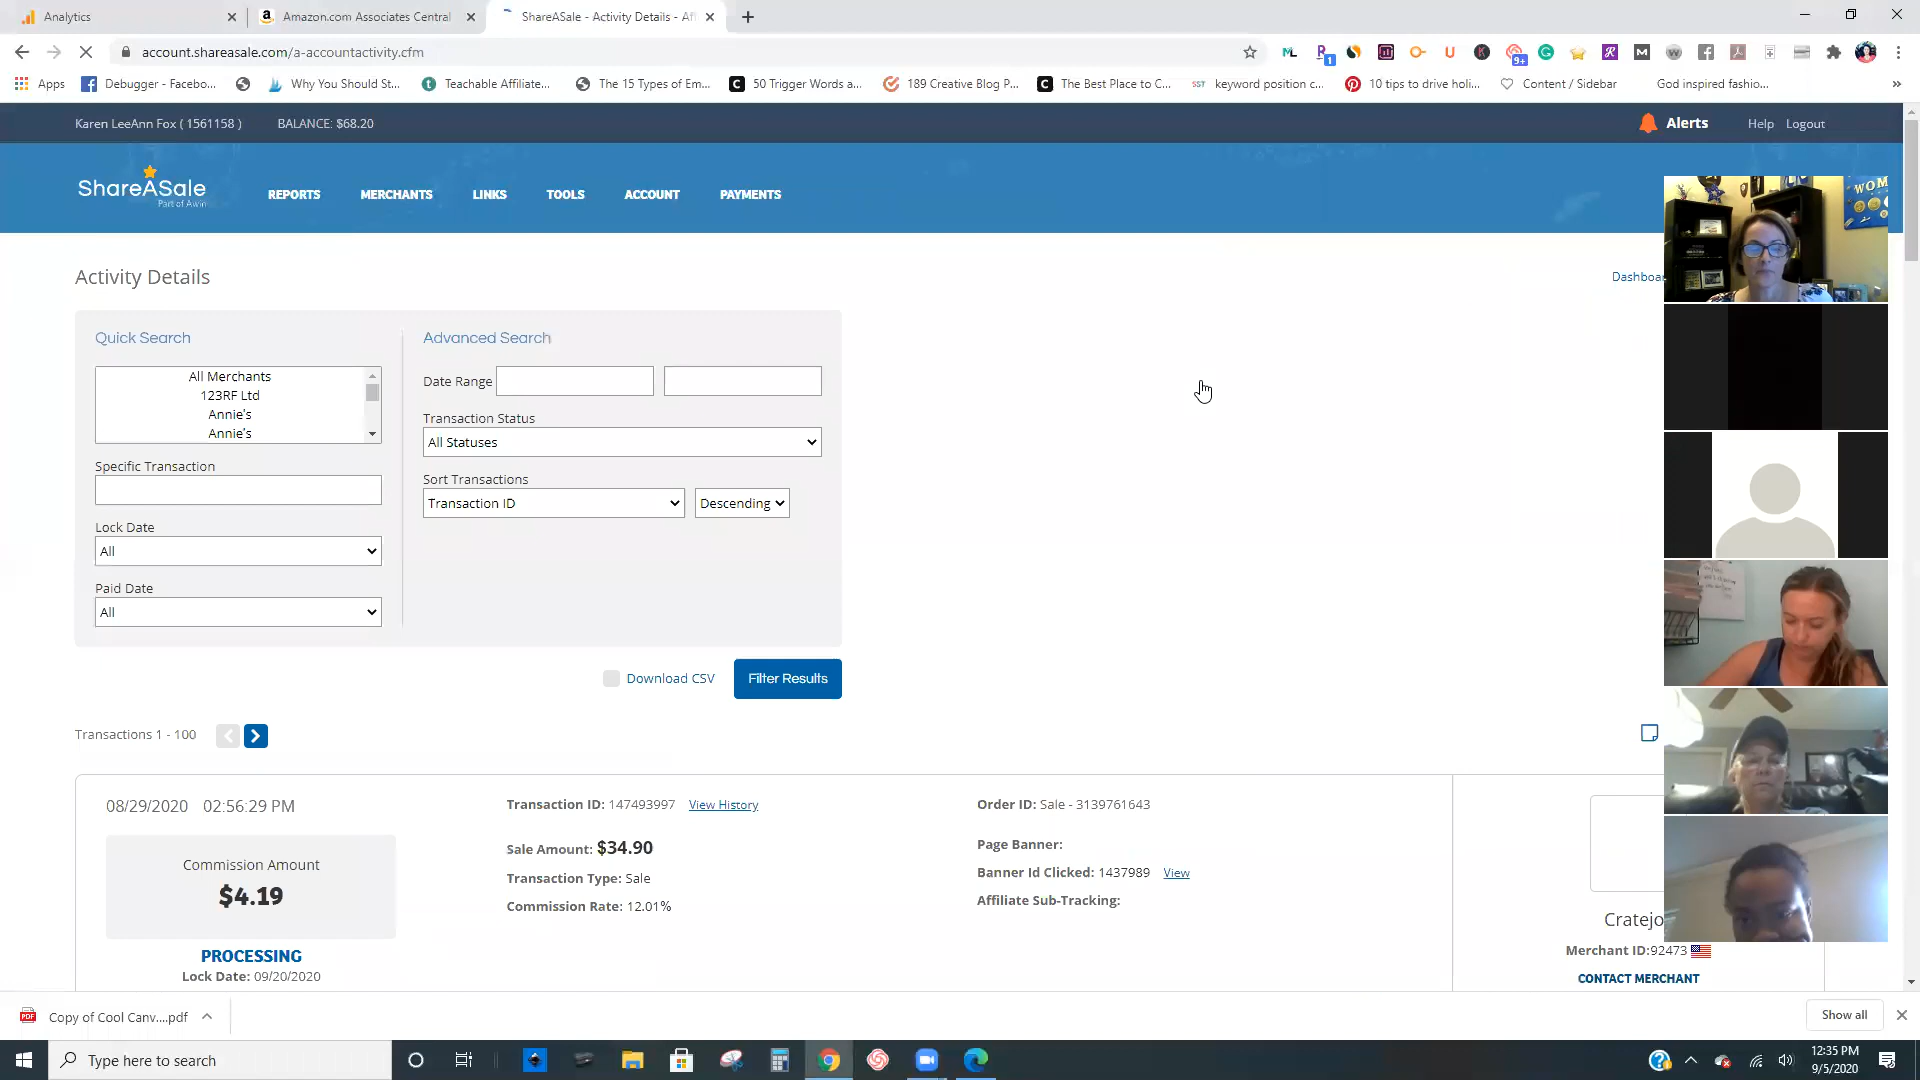 Analytics
Amazon.com Associates Central
ShareASale - Activity Details - Aff
account.shareasale.com/a-accountactivity.cfm
Apps
Debugger - Facebo...
Why You Should St...
Teachable Affiliate...
The 15 Types of Em...
50 Trigger Words a...
189 Creative Blog P...
The Best Place to C...
keyword position c...
10 tips to drive holi...
Content / Sidebar
God inspired fashio...
Karen LeeAnn Fox ( 1561158 )
BALANCE: $68.20
Alerts
Help
Logout
ShareASale
Part of Awin
REPORTS
MERCHANTS
LINKS
TOOLS
ACCOUNT
PAYMENTS
WOM
Activity Details
Dashboa
Quick Search
All Merchants
123RF Ltd
Annie's
Annie's
Specific Transaction
Lock Date
All
Paid Date
All
Advanced Search
Date Range
Transaction Status
All Statuses
Sort Transactions
Transaction ID
Descending
Download CSV
Filter Results
Transactions 1 - 100
08/29/2020 02:56:29 PM
Commission Amount
$4.19
PROCESSING
Lock Date: 09/20/2020
Transaction ID: 147493997 View History
Sale Amount: $34.90
Transaction Type: Sale
Commission Rate: 12.01%
Order ID: Sale - 3139761643
Page Banner:
Banner Id Clicked: 1437989 View
Affiliate Sub-Tracking:
Cratejo
Merchant ID:92473
CONTACT MERCHANT
Copy of Cool Canv....pdf
Show all
Type here to search
12:35 PM
9/5/2020